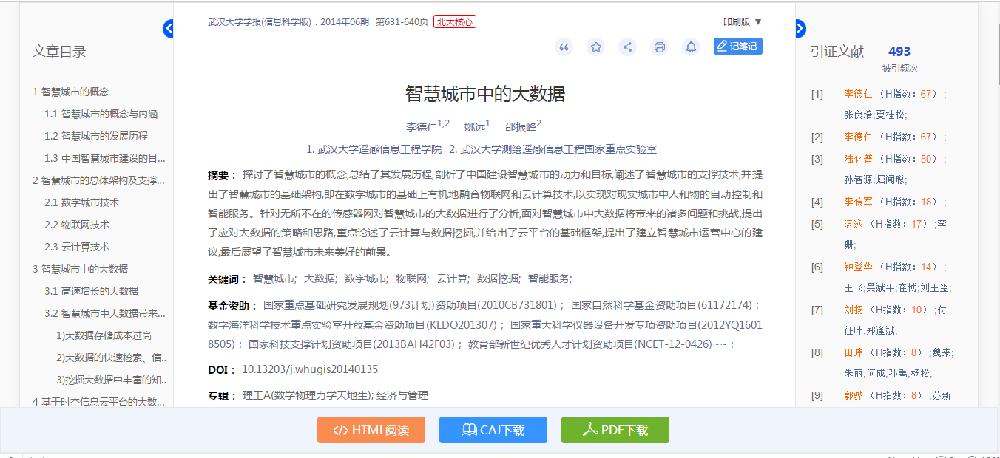 文章目录
1 智慧城市的概念
1.1 智慧城市的概念与内涵
1.2 智慧城市的发展历程
1.3 中国智慧城市建设的目...
2 智慧城市的总体架构及支撑...
2.1 数字城市技术
2.2 物联网技术
2.3 云计算技术
3 智慧城市中的大数据
3.1 高速增长的大数据
3.2 智慧城市中大数据带来...
1)大数据存储成本过高
2)大数据的快速检索、信..
3)挖掘大数据中丰富的知..
4 基于时空信息云平台的大数...
武汉大学学报(信息科学版) . 2014年06期 第631-640页 北大核心
印刷版 ▼
记笔记
智慧城市中的大数据
李德仁1,2 姚远1 邵振峰2
1. 武汉大学遥感信息工程学院 2. 武汉大学测绘遥感信息工程国家重点实验室
摘要： 探讨了智慧城市的概念,总结了其发展历程,剖析了中国建设智慧城市的动力和目标,阐述了智慧城市的支撑技术,并提
出了智慧城市的基础架构,即在数字城市的基础上有机地融合物联网和云计算技术,以实现对现实城市中人和物的自动控制和
智能服务。针对无所不在的传感器网对智慧城市的大数据进行了分析,面对智慧城市中大数据将带来的诸多问题和挑战,提出
了应对大数据的策略和思路,重点论述了云计算与数据挖掘,并给出了云平台的基础框架,提出了建立智慧城市运营中心的建
议,最后展望了智慧城市未来美好的前景。
关键词： 智慧城市; 大数据; 数字城市; 物联网; 云计算; 数据挖掘; 智能服务;
基金资助： 国家重点基础研究发展规划(973计划)资助项目(2010CB731801)； 国家自然科学基金资助项目(61172174)；
数字海洋科学技术重点实验室开放基金资助项目(KLDO201307)； 国家重大科学仪器设备开发专项资助项目(2012YQ1601
8505)； 国家科技支撑计划资助项目(2013BAH42F03)； 教育部新世纪优秀人才计划资助项目(NCET-12-0426)~~；
DOI： 10.13203/j.whugis20140135
专辑： 理工A(数学物理力学天地生); 经济与管理
引证文献 493
被引频次
[1] 李德仁 （H指数：67）;
张良培;夏桂松;
[2] 李德仁 （H指数：67）;
[3] 陆化普 （H指数：50）;
孙智源;屈闻聪;
[4] 李传军 （H指数：18）;
[5] 湛泳 （H指数：17）;李
珊;
[6] 钟登华 （H指数：14）;
王飞;吴斌平;崔博;刘玉玺;
[7] 刘扬 （H指数：10）;付
征叶;郑逢斌;
[8] 田玮 （H指数：8）;魏来;
朱丽;何成;孙禹;杨松;
[9] 郭骅 （H指数：8）;苏新
HTML阅读
CAJ下载
PDF下载